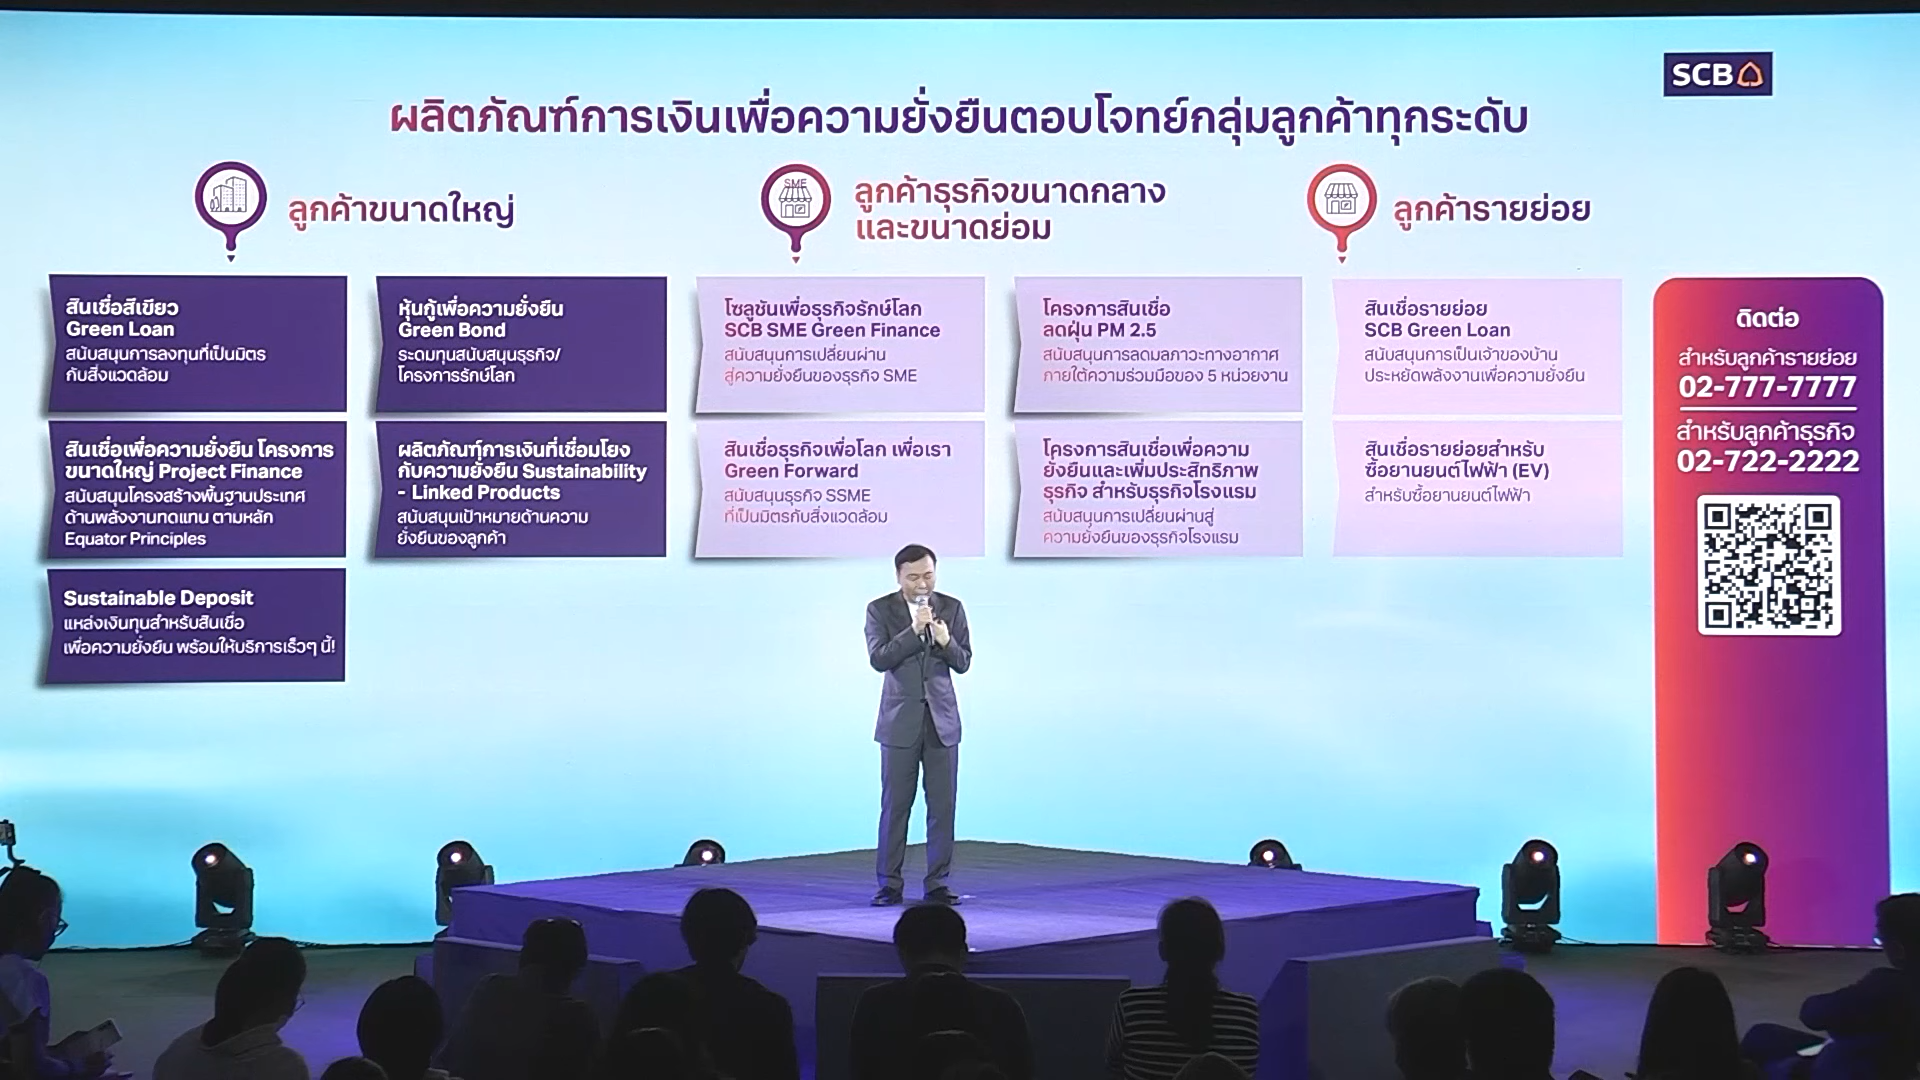 SCB
ผลิตภัณฑ์การเงินเพื่อความยั่งยืนตอบโจทย์กลุ่มลูกค้าทุกระดับ
ลูกค้าขนาดใหญ่
สินเชื่อสีเขียว
Green Loan
สนับสนุนการลงทุนที่เป็นมิตร
กับสิ่งแวดล้อม
หุ้นกู้เพื่อความยั่งยืน
Green Bond
ระดมทุนสนับสนุนธุรกิจ/
โครงการรักษ์โลก
สินเชื่อเพื่อความยั่งยืน โครงการ
ขนาดใหญ่ Project Finance
สนับสนุนโครงสร้างพื้นฐานประเทศ
ด้านพลังงานทดแทน ตามหลัก
Equator Principles
ผลิตภัณฑ์การเงินที่เชื่อมโยง
กับความยั่งยืน Sustainability
- Linked Products
สนับสนุนเป้าหมายด้านความ
ยั่งยืนของลูกค้า
Sustainable Deposit
แหล่งเงินทุนสำหรับสินเชื่อ
เพื่อความยั่งยืน พร้อมให้บริการเร็วๆ นี้!
SME
ลูกค้าธุรกิจขนาดกลาง
และขนาดย่อม
โซลูชันเพื่อธุรกิจรักษ์โลก
SCB SME Green Finance
สนับสนุนการเปลี่ยนผ่าน
สู่ความยั่งยืนของธุรกิจ SME
โครงการสินเชื่อ
ลดฝุ่น PM 2.5
สนับสนุนการลดมลภาวะทางอากาศ
ภายใต้ความร่วมมือของ 5 หน่วยงาน
สินเชื่อธุรกิจเพื่อโลก เพื่อเรา
Green Forward
สนับสนุนธุรกิจ SSME
ที่เป็นมิตรกับสิ่งแวดล้อม
โครงการสินเชื่อเพื่อความ
ยั่งยืนและเพิ่มประสิทธิภาพ
ธุรกิจ สำหรับธุรกิจโรงแรม
สนับสนุนการเปลี่ยนผ่านสู่
ความยั่งยืนของธุรกิจโรงแรม
ลูกค้ารายย่อย
สินเชื่อรายย่อย
SCB Green Loan
สนับสนุนการเป็นเจ้าของบ้าน
ประหยัดพลังงานเพื่อความยั่งยืน
สินเชื่อรายย่อยสำหรับ
ซื้อยานยนต์ไฟฟ้า (EV)
สำหรับซื้อยานยนต์ไฟฟ้า
ติดต่อ
สำหรับลูกค้ารายย่อย
02-777-7777
สำหรับลูกค้าธุรกิจ
02-722-2222